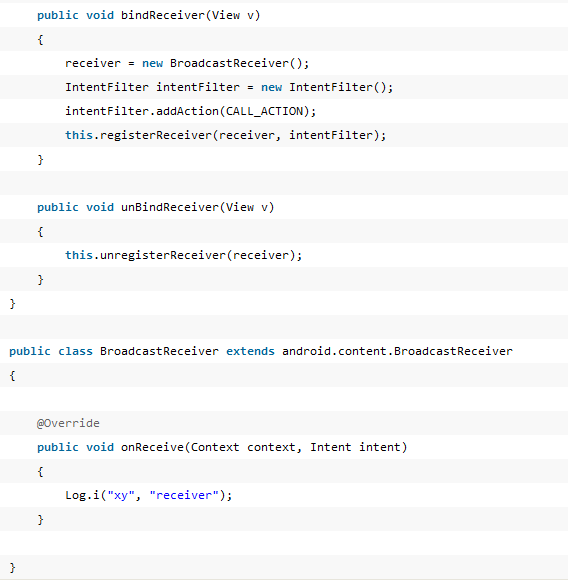 public void bindReceiver(View v)
{
receiver = new BroadcastReceiver();
IntentFilter intentFilter = new IntentFilter();
intentFilter.addAction(CALL_ACTION);
this.registerReceiver(receiver, intentFilter);
}
public void unBindReceiver(View v)
{
this.unregisterReceiver(receiver);
}
}
public class BroadcastReceiver extends android.content.BroadcastReceiver
{
@Override
public void onReceive(Context context, Intent intent)
{
Log.i("xy", "receiver");
}
}